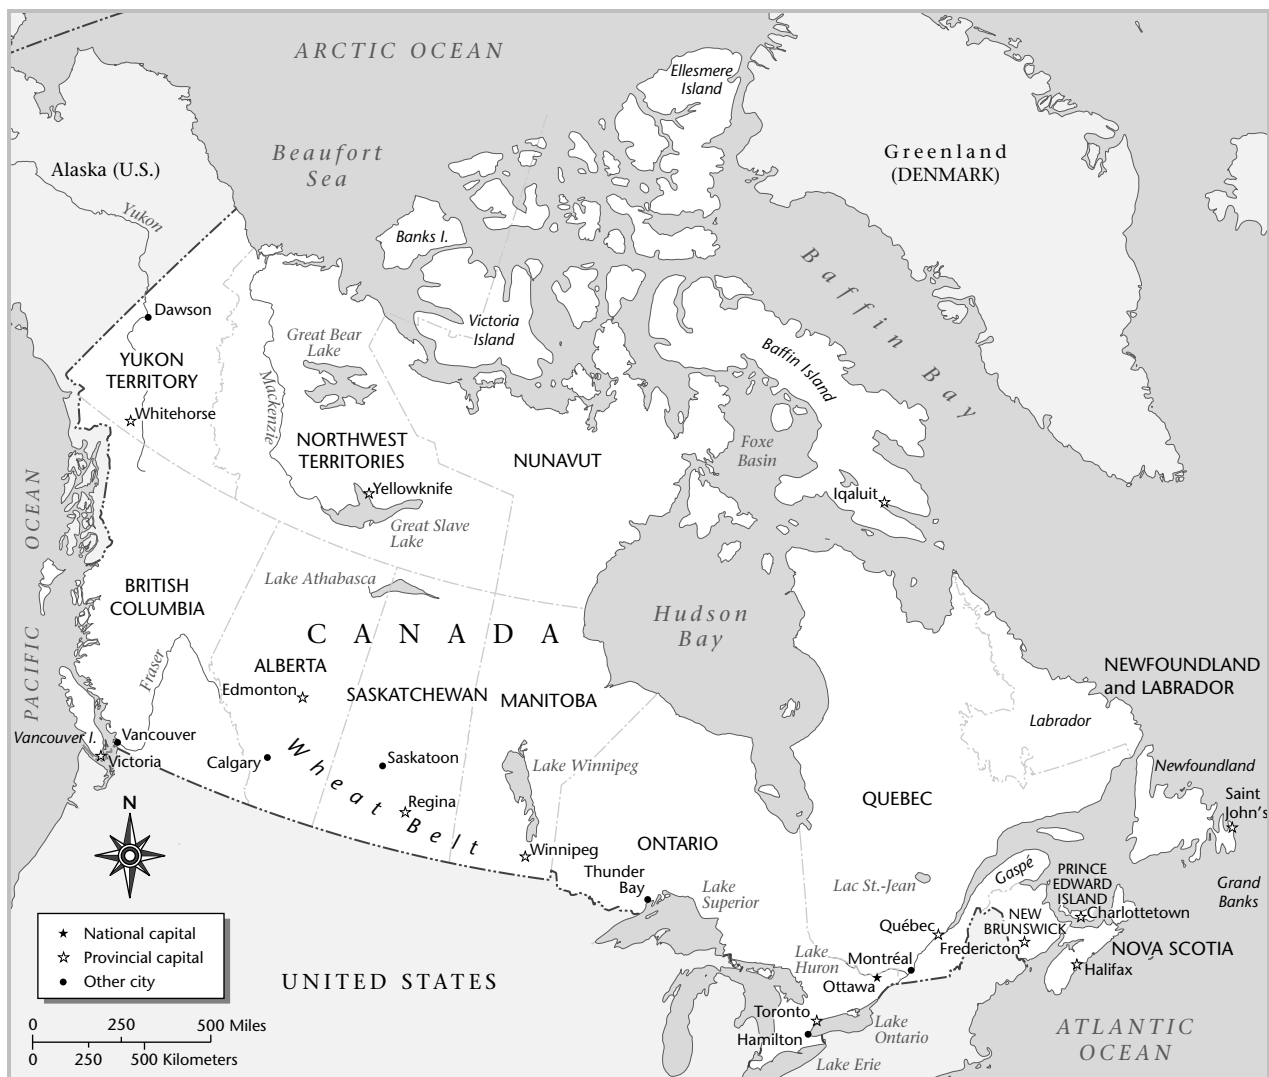 ARCTIC OCEAN
Ellesmere
Island
Beaufort
Sea
Greenland
(DENMARK)
Alaska (U.S.)
Yukon
Banks I.
Baffin Bay
Dawson
Victoria
Island
Great Bear
Lake
Baffin Island
YUKON
TERRITORY
Mackenzie
Whitehorse
NORTHWEST
TERRITORIES
NUNAVUT
Foxe
Basin
Yellowknife
Iqaluit
Great Slave
Lake
PACIFIC OCEAN
BRITISH
COLUMBIA
Lake Athabasca
CANADA
Hudson
Bay
Fraser
ALBERTA
Edmonton
SASKATCHEWAN
MANITOBA
NEWFOUNDLAND
and LABRADOR
Labrador
Vancouver I.
Vancouver
Victoria
Calgary
Wheat Belt
Saskatoon
Lake Winnipeg
Newfoundland
Saint
John's
QUEBEC
Regina
N
Winnipeg
ONTARIO
Thunder
Bay
Lake
Superior
Lac St.-Jean
Gaspé
PRINCE
EDWARD
ISLAND
Charlottetown
Grand
Banks
NEW
BRUNSWICK
Québec
Fredericton
NOVA SCOTIA
Halifax
Montréal
Lake
Huron
Ottawa
National capital
Provincial capital
Other city
UNITED STATES
Toronto
Hamilton
Lake
Ontario
Lake Erie
ATLANTIC
OCEAN
0 250 500 Miles
0 250 500 Kilometers